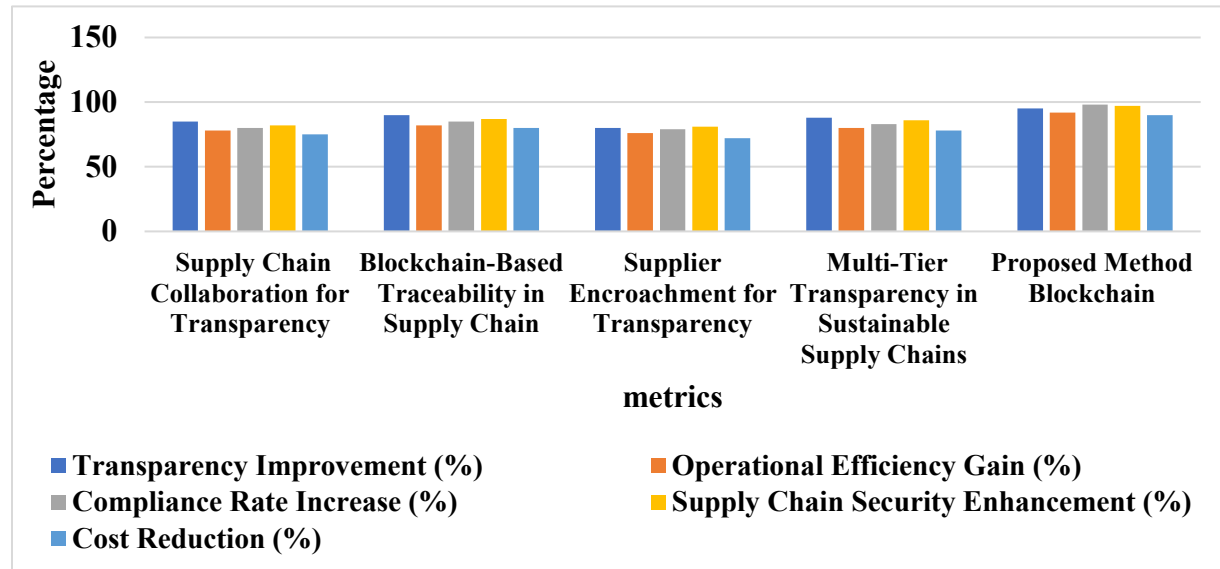 150
100
50
0
Percentage
Supply Chain
Collaboration for
Transparency
Blockchain-Based
Traceability in
Supply Chain
Supplier
Encroachment for
Transparency
Multi-Tier
Transparency in
Sustainable
Supply Chains
Proposed Method
Blockchain
metrics
Transparency Improvement (%)
Operational Efficiency Gain (%)
Compliance Rate Increase (%)
Supply Chain Security Enhancement (%)
Cost Reduction (%)